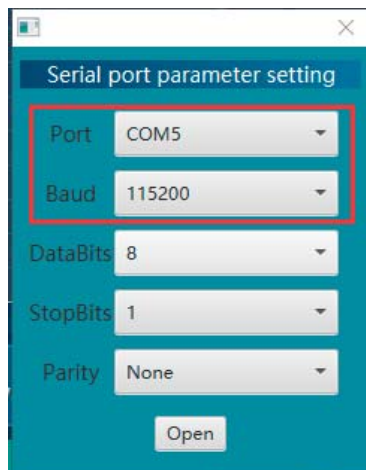 Serial port parameter setting
Port COM5
Baud 115200
DataBits 8
StopBits 1
Parity None
Open